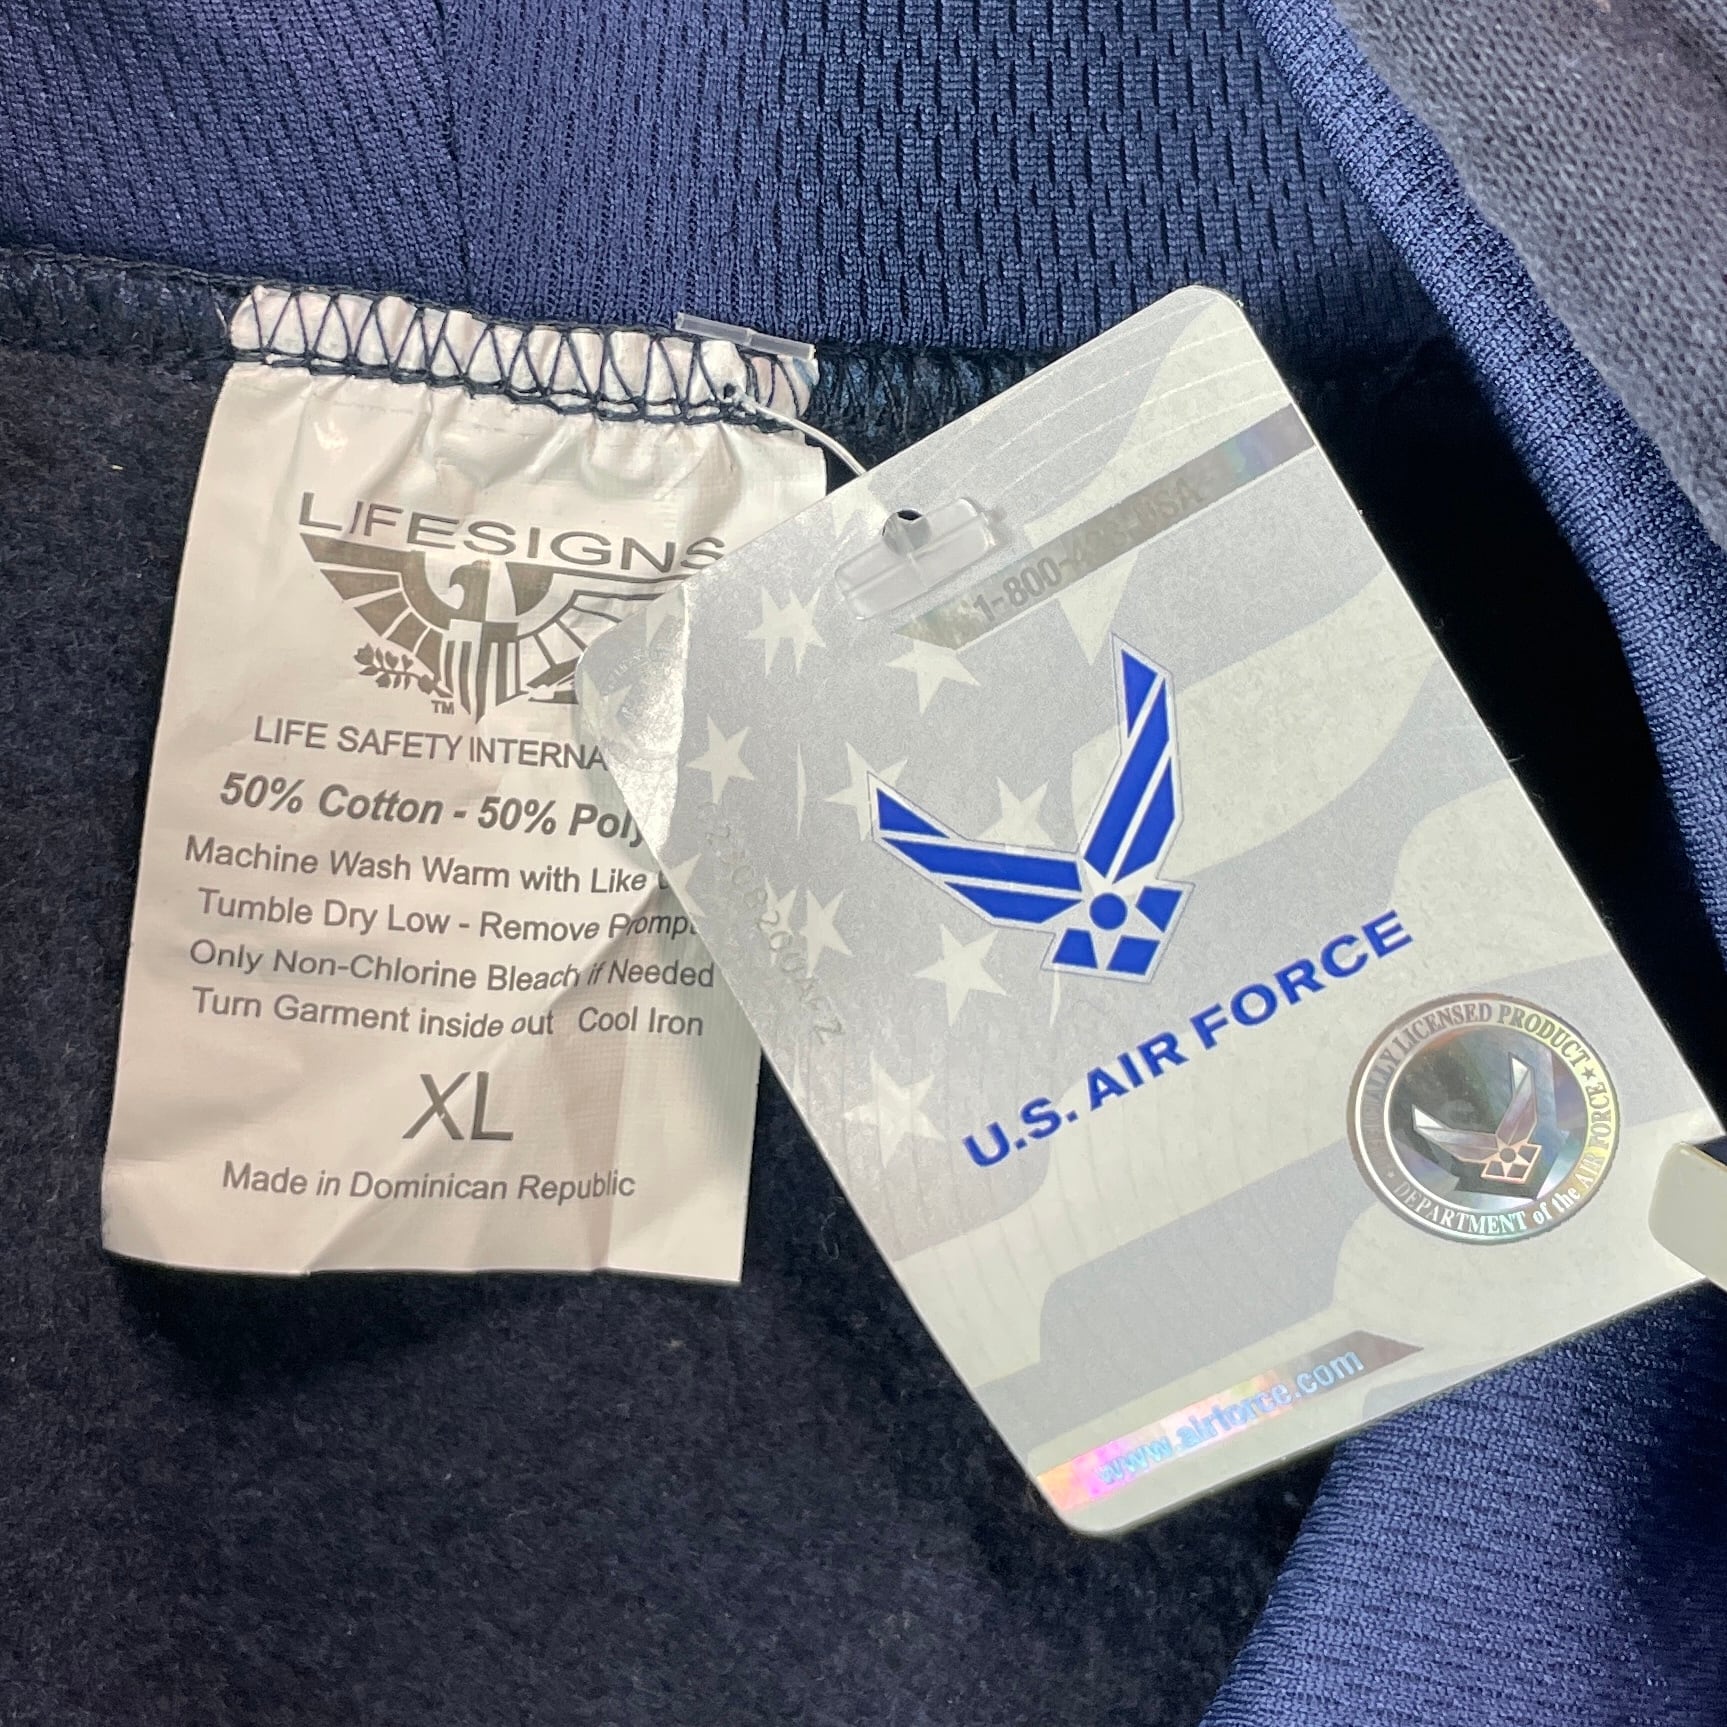 LIFESIGNS
TM
LIFE SAFETY INTERNA
50% Cotton - 50% Poly
Machine Wash Warm with Like
Tumble Dry Low - Remove Promp
Only Non-Chlorine Bleach if Needed
Turn Garment inside out Cool Iron
XL
Made in Dominican Republic
1-800-423-USA
U.S. AIR FORCE
LICENSED PRODUCT
DEPARTMENT of the AIR FORCE
www.airforce.com